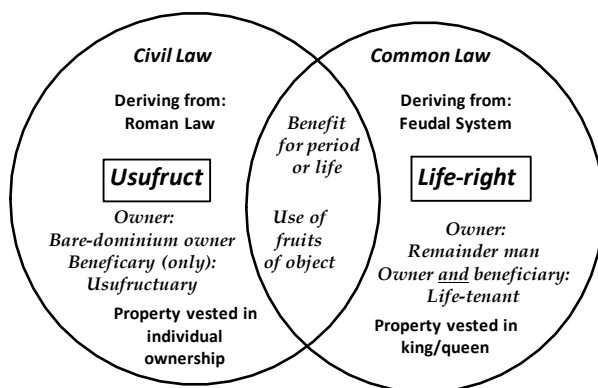 Civil Law
Deriving from:
Roman Law
Usufruct
Owner:
Bare-dominium owner
Beneficary (only):
Usufructuary
Property vested in
individual
ownership
Benefit
for period
or life
Use of
fruits
of object
Common Law
Deriving from:
Feudal System
Life-right
Owner:
Remainder man
Owner and beneficiary:
Life-tenant
Property vested in
king/queen